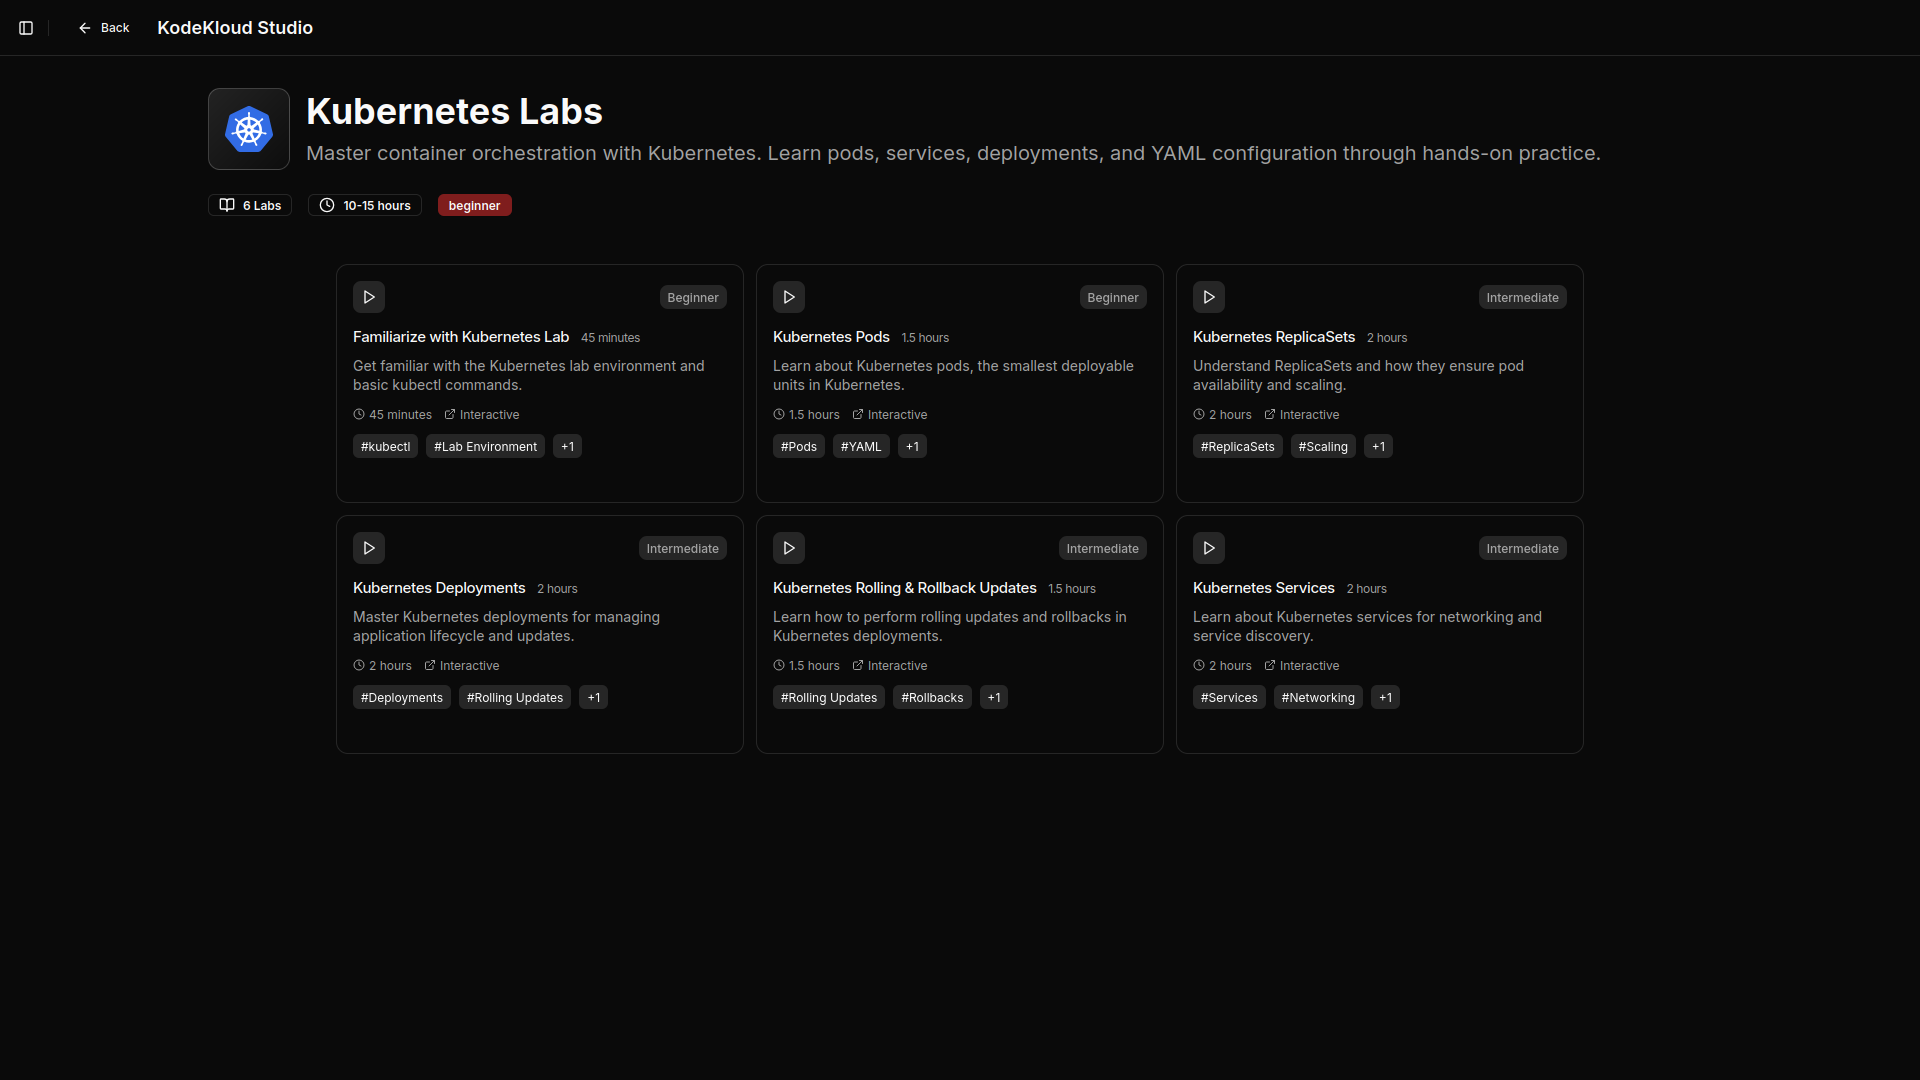 Back
KodeKloud Studio
Kubernetes Labs
Master container orchestration with Kubernetes. Learn pods, services, deployments, and YAML configuration through hands-on practice.
6 Labs
10-15 hours
beginner
Beginner
Familiarize with Kubernetes Lab 45 minutes
Get familiar with the Kubernetes lab environment and
basic kubectl commands.
45 minutes Interactive
#kubectl #Lab Environment +1
Beginner
Kubernetes Pods 1.5 hours
Learn about Kubernetes pods, the smallest deployable
units in Kubernetes.
1.5 hours Interactive
#Pods #YAML +1
Intermediate
Kubernetes ReplicaSets 2 hours
Understand ReplicaSets and how they ensure pod
availability and scaling.
2 hours Interactive
#ReplicaSets #Scaling +1
Intermediate
Kubernetes Deployments 2 hours
Master Kubernetes deployments for managing
application lifecycle and updates.
2 hours Interactive
#Deployments #Rolling Updates +1
Intermediate
Kubernetes Rolling & Rollback Updates 1.5 hours
Learn how to perform rolling updates and rollbacks in
Kubernetes deployments.
1.5 hours Interactive
#Rolling Updates #Rollbacks +1
Intermediate
Kubernetes Services 2 hours
Learn about Kubernetes services for networking and
service discovery.
2 hours Interactive
#Services #Networking +1